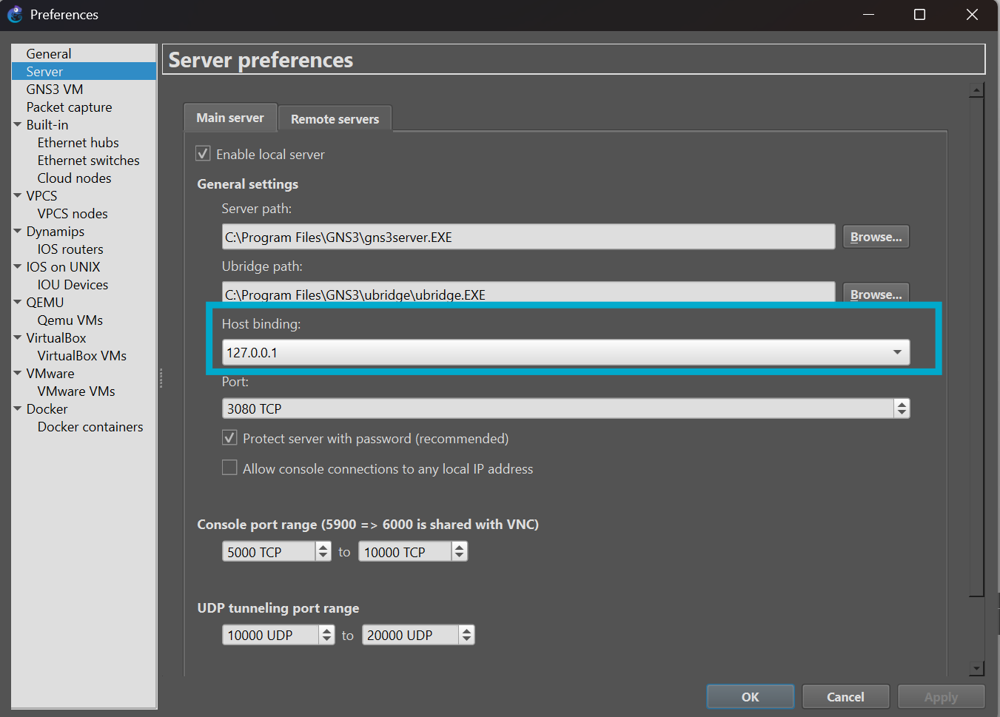 Preferences
General
Server
GNS3 VM
Packet capture
Built-in
Ethernet hubs
Ethernet switches
Cloud nodes
VPCS
VPCS nodes
Dynamips
IOS routers
IOS on UNIX
IOU Devices
QEMU
Qemu VMs
VirtualBox
VirtualBox VMs
VMware
VMware VMs
Docker
Docker containers
Server preferences
Main server Remote servers
Enable local server
General settings
Server path:
C:\Program Files\GNS3\gns3server.EXE Browse...
Ubridge path:
C:\Program Files\GNS3\ubridge\ubridge.EXE Browse...
Host binding:
127.0.0.1
Port:
3080 TCP
Protect server with password (recommended)
Allow console connections to any local IP address
Console port range (5900 => 6000 is shared with VNC)
5000 TCP to 10000 TCP
UDP tunneling port range
10000 UDP to 20000 UDP
OK Cancel Apply